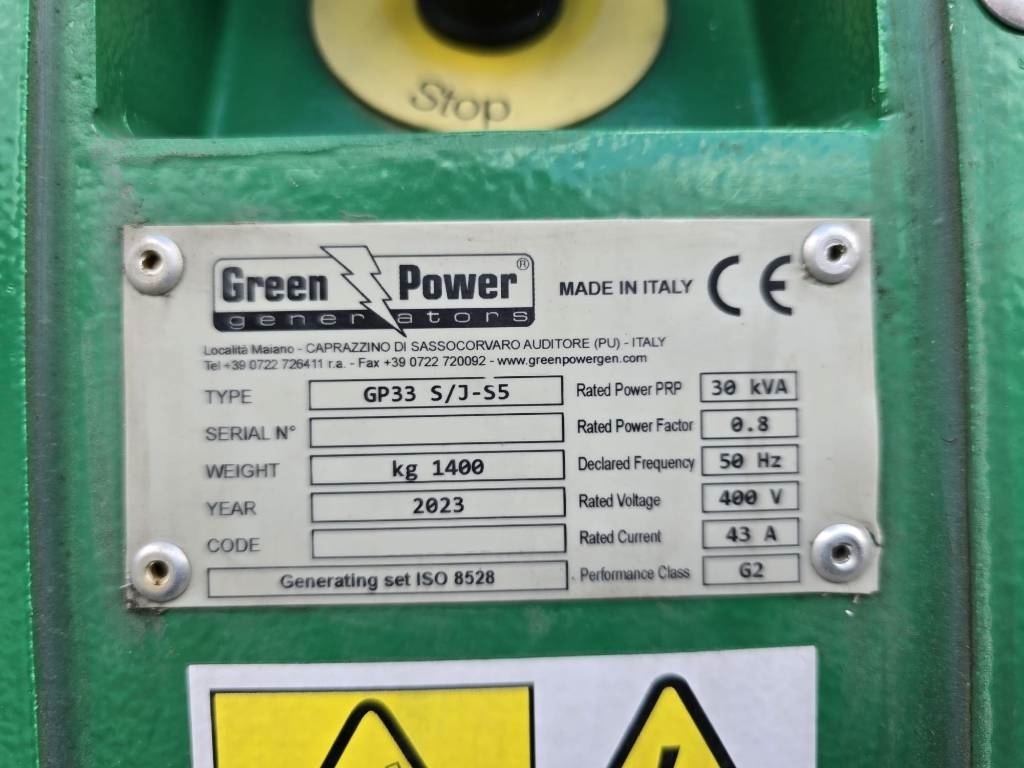 Stop
Green Power®
generators
MADE IN ITALY CE
Località Maiano - CAPRAZZINO DI SASSOCORVARO AUDITORE (PU) - ITALY
Tel +39 0722 726411 r.a. - Fax +39 0722 720092 - www.greenpowergen.com
TYPE GP33 S/J-S5
SERIAL N°
WEIGHT kg 1400
YEAR 2023
CODE
Generating set ISO 8528
Rated Power PRP 30 kVA
Rated Power Factor 0.8
Declared Frequency 50 Hz
Rated Voltage 400 V
Rated Current 43 A
Performance Class G2